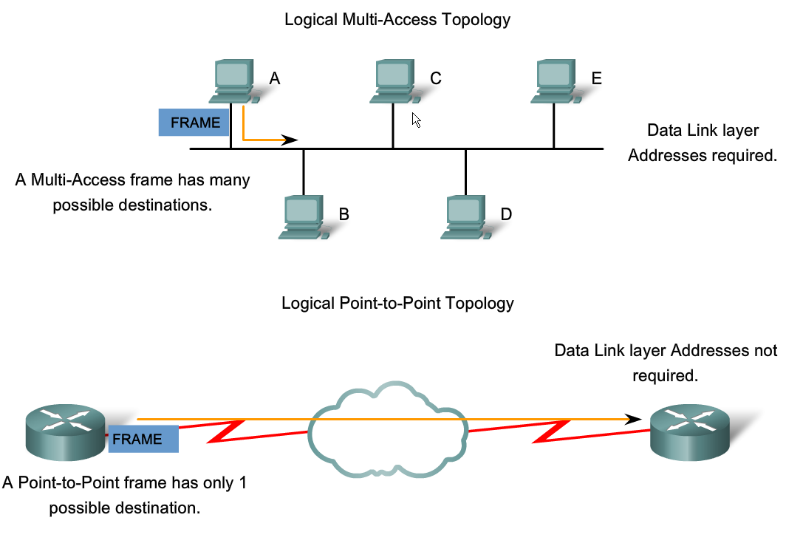 Logical Multi-Access Topology
A
C
E
FRAME
Data Link layer
Addresses required.
A Multi-Access frame has many
possible destinations.
B
D
Logical Point-to-Point Topology
Data Link layer Addresses not
required.
FRAME
A Point-to-Point frame has only 1
possible destination.